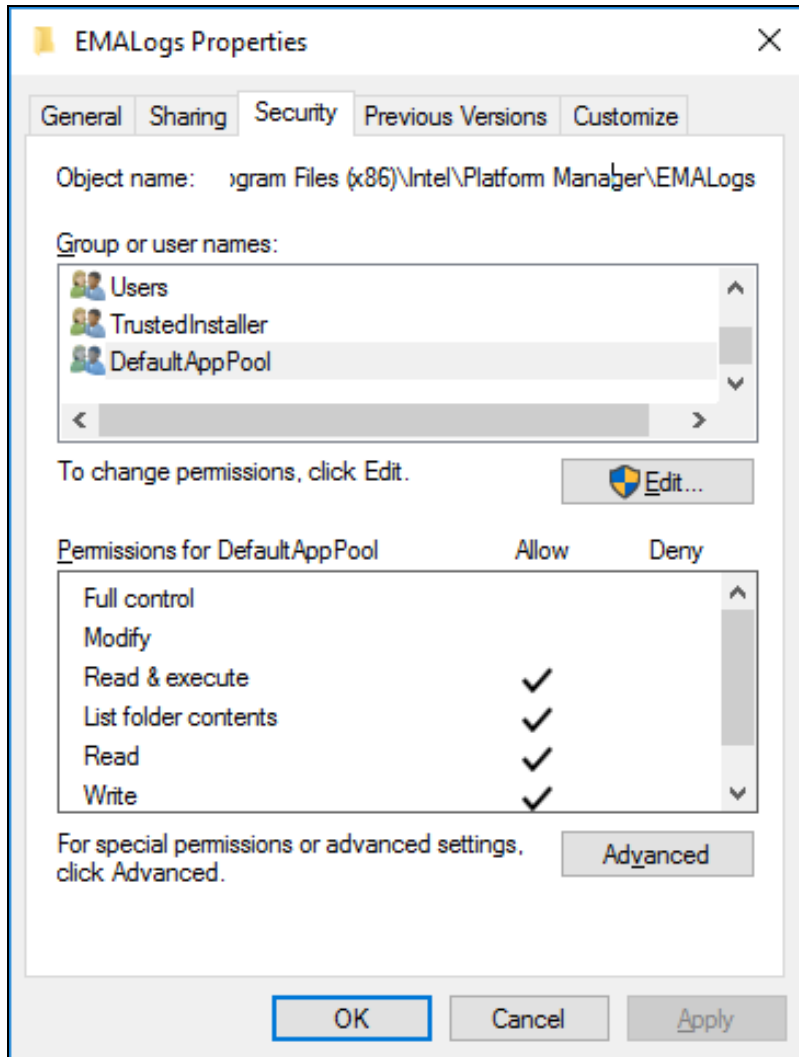 EMALogs Properties
General Sharing Security Previous Versions Customize
Object name: ogram Files (x86)\Intel\Platform Manager\EMALogs
Group or user names:
Users
TrustedInstaller
DefaultAppPool
To change permissions, click Edit.
Edit...
Permissions for DefaultAppPool Allow Deny
Full control
Modify
Read & execute
List folder contents
Read
Write
For special permissions or advanced settings,
click Advanced.
Advanced
OK Cancel Apply